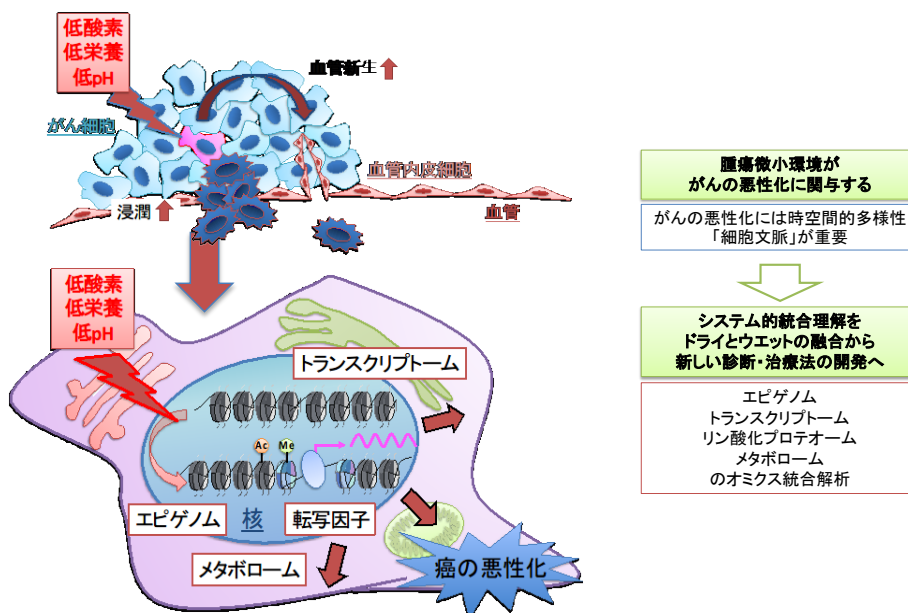 低酸素
低栄養
低pH
血管新生
がん細胞
血管内皮細胞
浸潤
血管
低酸素
低栄養
低pH
トランスクリプトーム
Ac
Me
エピゲノム
核
転写因子
メタボローム
癌の悪性化
腫瘍微小環境が
がんの悪性化に関与する
がんの悪性化には時空間的多様性
「細胞文脈」が重要
システム的統合理解を
ドライとウエットの融合から
新しい診断・治療法の開発へ
エピゲノム
トランスクリプトーム
リン酸化プロテオーム
メタボローム
のオミクス統合解析